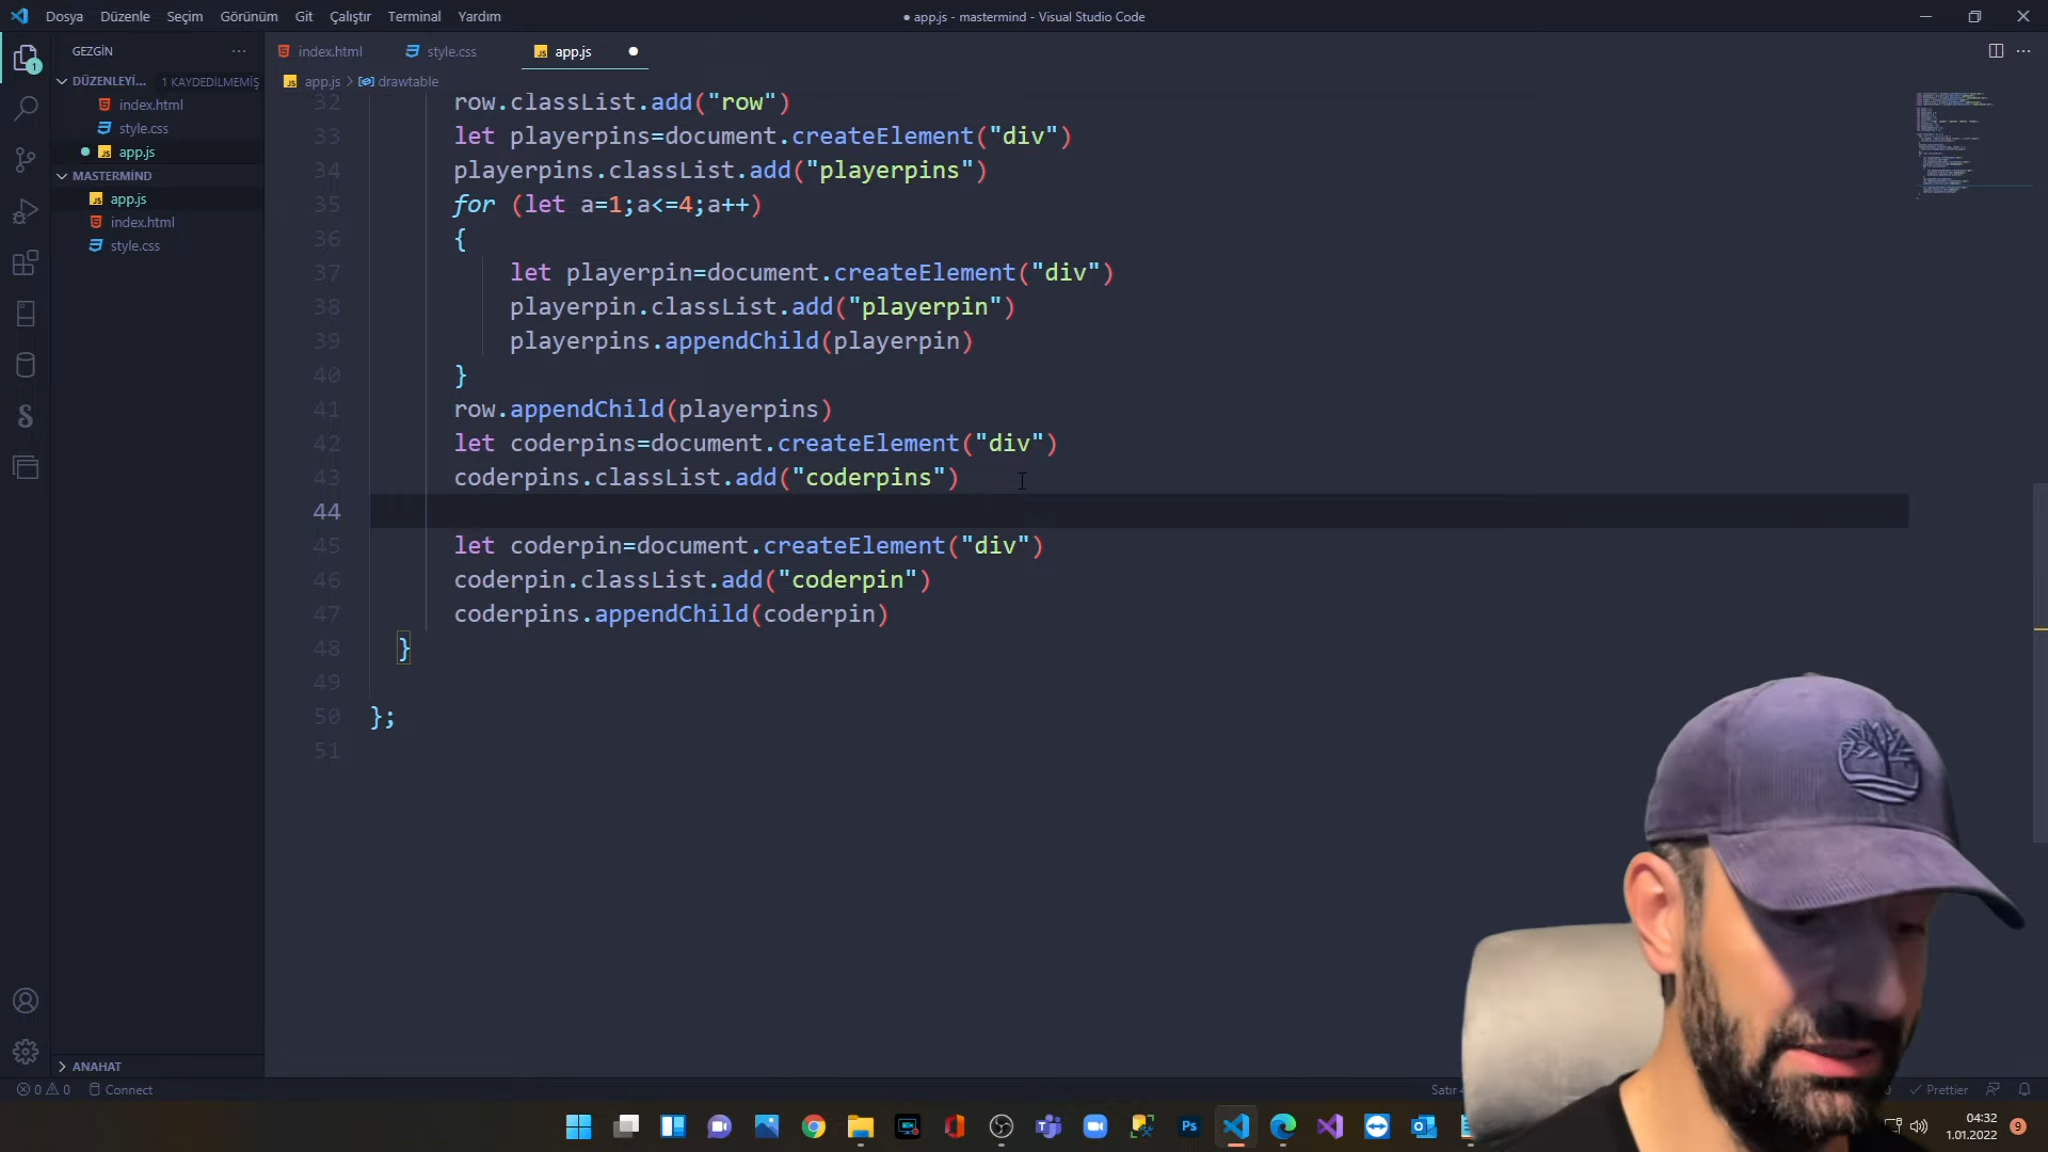 Dosya Düzenle Seçim Görünüm Git Çalıştır Terminal Yardım
● app.js - mastermind - Visual Studio Code
GEZGİN
DÜZENLEYİ... 1 KAYDEDİLMEMİŞ
index.html
style.css
app.js
MASTERMİND
app.js
index.html
style.css
ANAHAT
index.html style.css app.js
app.js > drawtable
32 row.classList.add("row")
33 let playerpins=document.createElement("div")
34 playerpins.classList.add("playerpins")
35 for (let a=1;a<=4;a++)
36 {
37 let playerpin=document.createElement("div")
38 playerpin.classList.add("playerpin")
39 playerpins.appendChild(playerpin)
40 }
41 row.appendChild(playerpins)
42 let coderpins=document.createElement("div")
43 coderpins.classList.add("coderpins")
44
45 let coderpin=document.createElement("div")
46 coderpin.classList.add("coderpin")
47 coderpins.appendChild(coderpin)
48 }
49
50 };
51
0 0 Connect
Satır
Prettier
04:32
1.01.2022
9